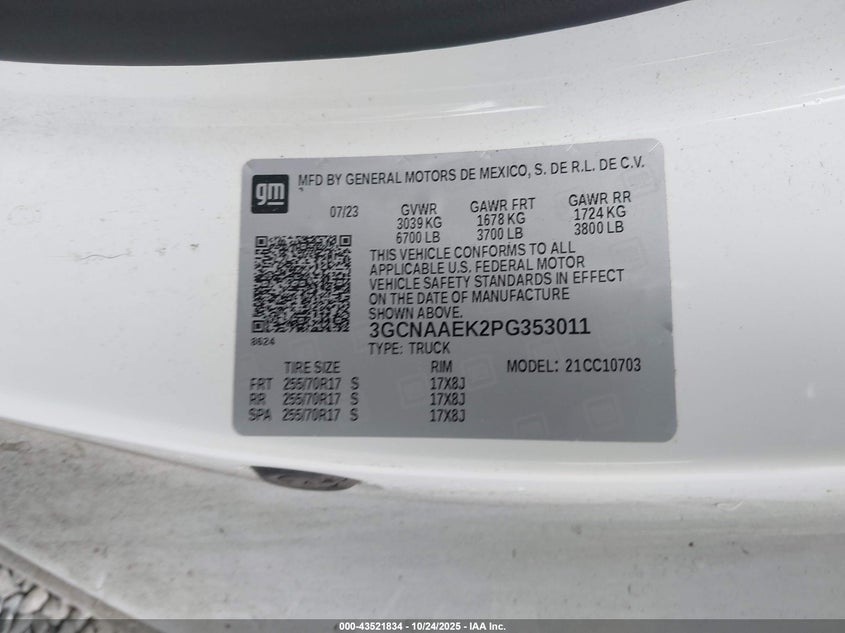 gm
MFD BY GENERAL MOTORS DE MEXICO, S. DE R.L. DE C.V.
07/23 GVWR GAWR FRT GAWR RR
3039 KG 1678 KG 1724 KG
6700 LB 3700 LB 3800 LB
THIS VEHICLE CONFORMS TO ALL
APPLICABLE U.S. FEDERAL MOTOR
VEHICLE SAFETY STANDARDS IN EFFECT
ON THE DATE OF MANUFACTURE
SHOWN ABOVE.
3GCNAAEK2PG353011
8624
TYPE: TRUCK
TIRE SIZE RIM MODEL: 21CC10703
FRT 255/70R17 S 17X8J
RR 255/70R17 S 17X8J
SPA 255/70R17 S 17X8J
000-43521834 - 10/24/2025 - IAA Inc.